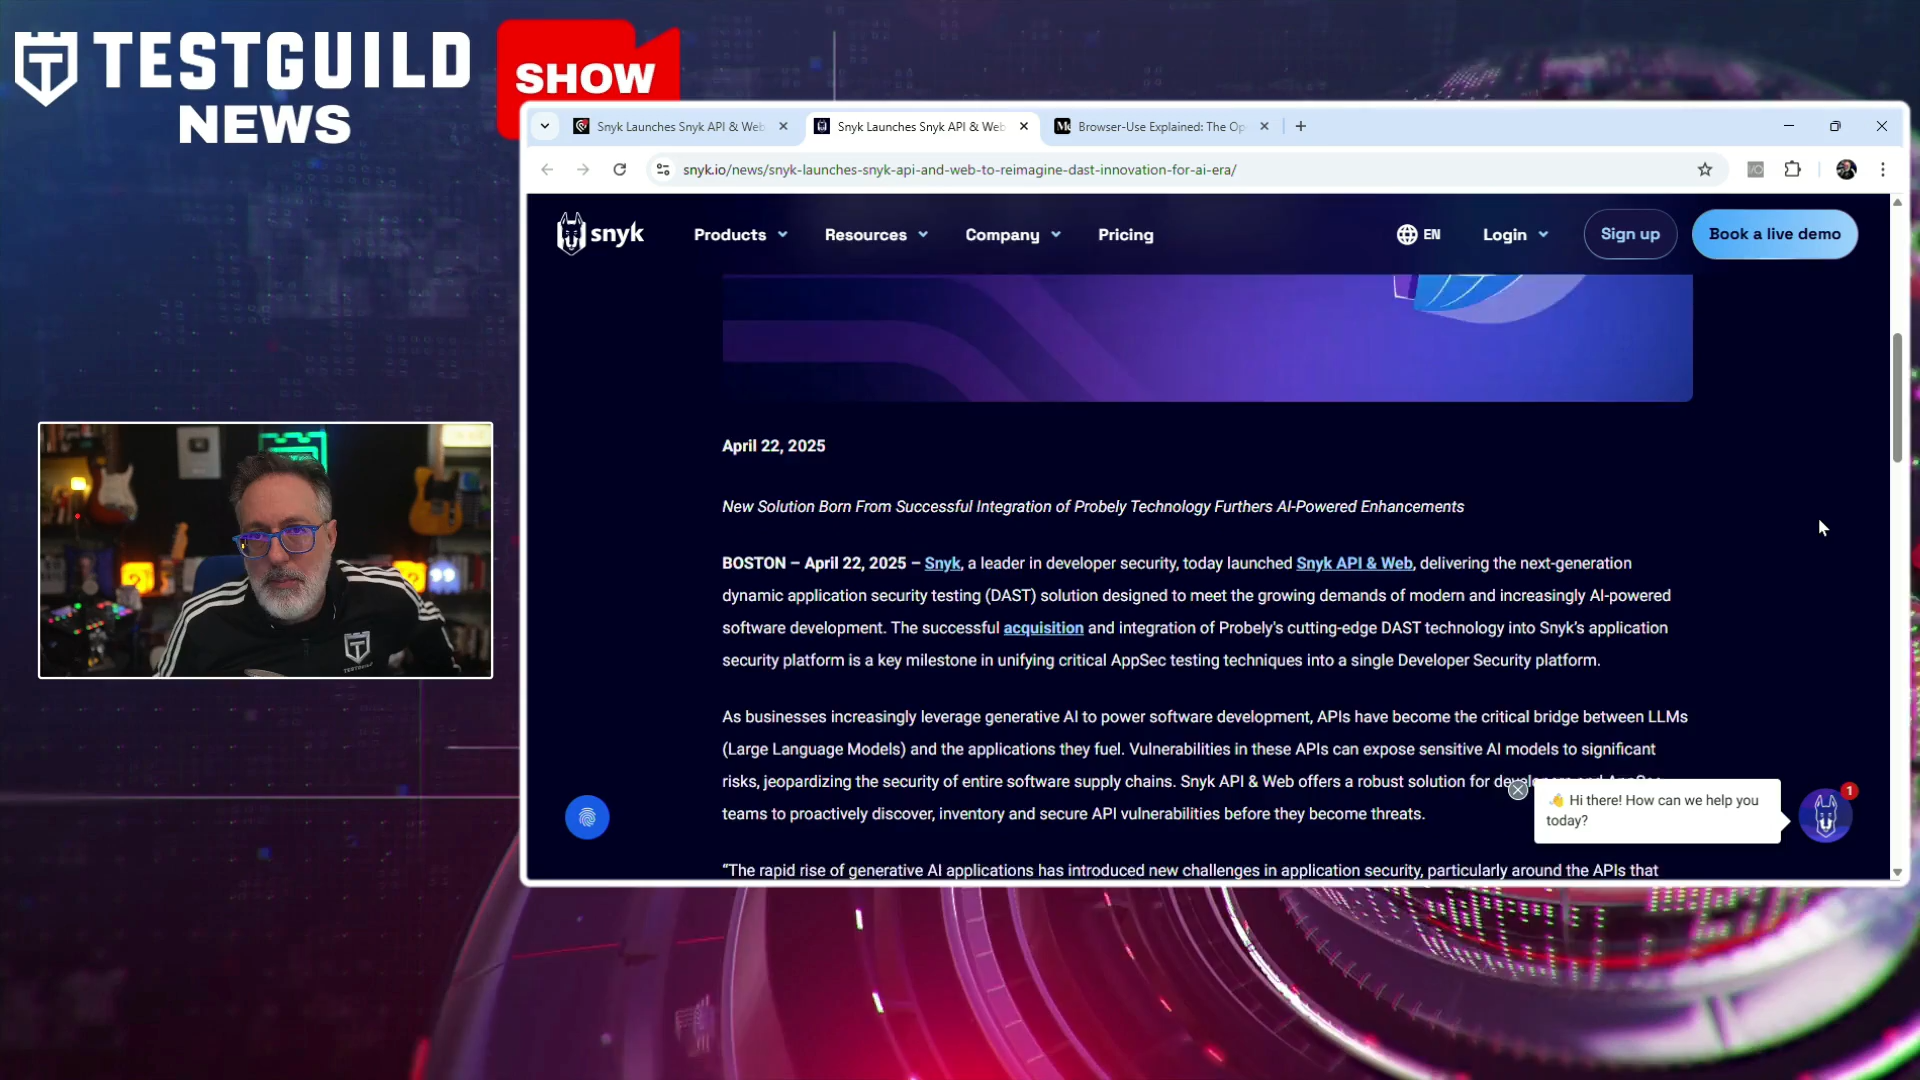 TESTGUILD
NEWS
SHOW
Snyk Launches Snyk API & Web
Snyk Launches Snyk API & Web
Browser-Use Explained: The Op
snyk.io/news/snyk-launches-snyk-api-and-web-to-reimagine-dast-innovation-for-ai-era/
snyk
Products
Resources
Company
Pricing
EN
Login
Sign up
Book a live demo
April 22, 2025
New Solution Born From Successful Integration of Probely Technology Furthers AI-Powered Enhancements
BOSTON – April 22, 2025 – Snyk, a leader in developer security, today launched Snyk API & Web, delivering the next-generation
dynamic application security testing (DAST) solution designed to meet the growing demands of modern and increasingly AI-powered
software development. The successful acquisition and integration of Probely's cutting-edge DAST technology into Snyk’s application
security platform is a key milestone in unifying critical AppSec testing techniques into a single Developer Security platform.
As businesses increasingly leverage generative AI to power software development, APIs have become the critical bridge between LLMs
(Large Language Models) and the applications they fuel. Vulnerabilities in these APIs can expose sensitive AI models to significant
risks, jeopardizing the security of entire software supply chains. Snyk API & Web offers a robust solution for developers and AppSec
teams to proactively discover, inventory and secure API vulnerabilities before they become threats.
“The rapid rise of generative AI applications has introduced new challenges in application security, particularly around the APIs that
Hi there! How can we help you
today?
1
TESTGUILD